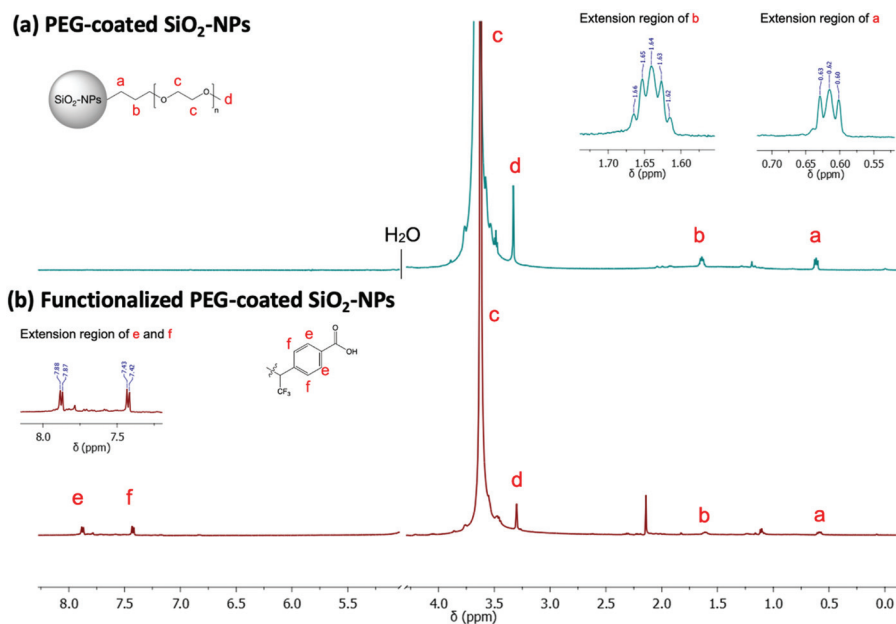 (a) PEG-coated SiO2-NPs
c
Extension region of b
Extension region of a
SiO2-NPs
a
b
c
c
O
O
n
d
1.66
1.65
1.64
1.63
1.62
0.63
0.62
0.60
1.70
1.65
1.60
δ (ppm)
0.70
0.65
0.60
0.55
δ (ppm)
d
H2O
b
a
(b) Functionalized PEG-coated SiO2-NPs
c
Extension region of e and f
7.88
7.87
7.43
7.42
8.0
7.5
δ (ppm)
f
e
O
OH
f
e
CF3
e
f
d
b
a
8.0
7.5
7.0
6.5
6.0
5.5
5.0
4.0
3.5
3.0
2.5
2.0
1.5
1.0
0.5
0.0
δ (ppm)